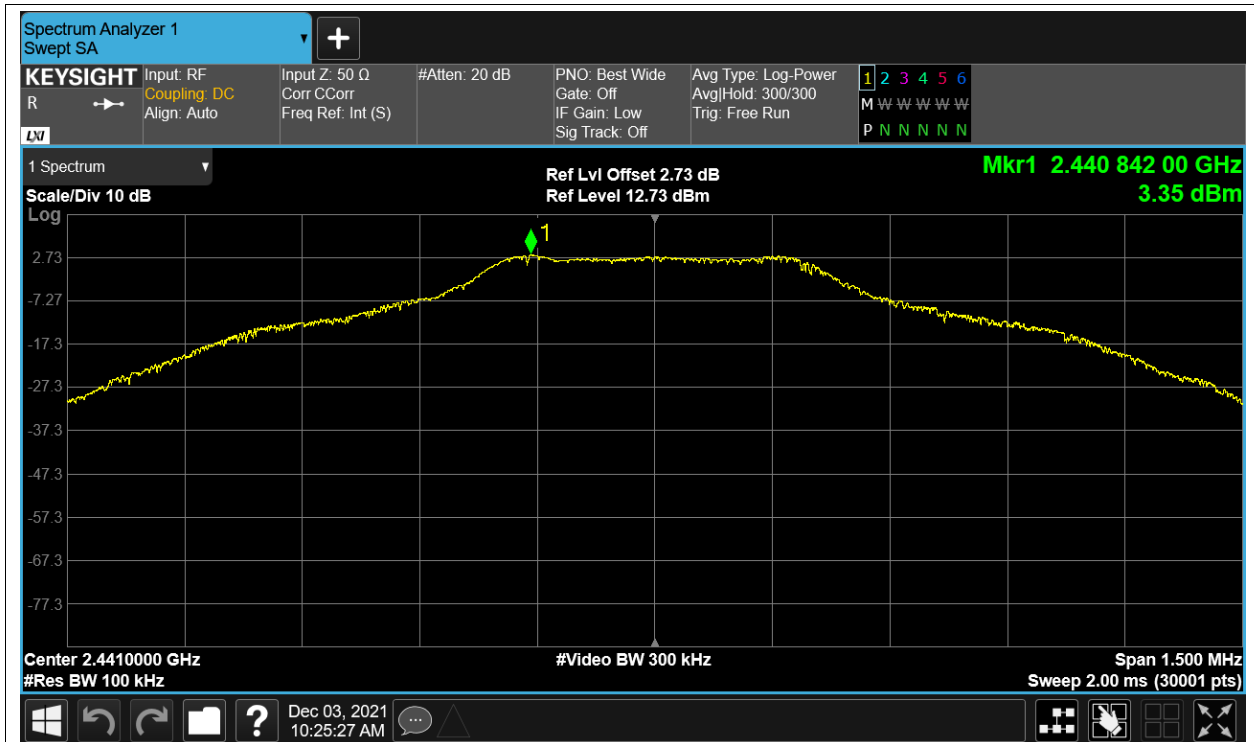 Spectrum Analyzer 1
Swept SA
KEYSIGHT
R
LXI
Input: RF
Coupling: DC
Align: Auto
Input Z: 50 Ω
Corr CCorr
Freq Ref: Int (S)
#Atten: 20 dB
PNO: Best Wide
Gate: Off
IF Gain: Low
Sig Track: Off
Avg Type: Log-Power
Avg|Hold: 300/300
Trig: Free Run
1 2 3 4 5 6
M W W W W W
P N N N N N
1 Spectrum
Scale/Div 10 dB
Log
Ref Lvl Offset 2.73 dB
Ref Level 12.73 dBm
Mkr1 2.440 842 00 GHz
3.35 dBm
1
2.73
-7.27
-17.3
-27.3
-37.3
-47.3
-57.3
-67.3
-77.3
Center 2.4410000 GHz
#Res BW 100 kHz
#Video BW 300 kHz
Span 1.500 MHz
Sweep 2.00 ms (30001 pts)
?
Dec 03, 2021
10:25:27 AM